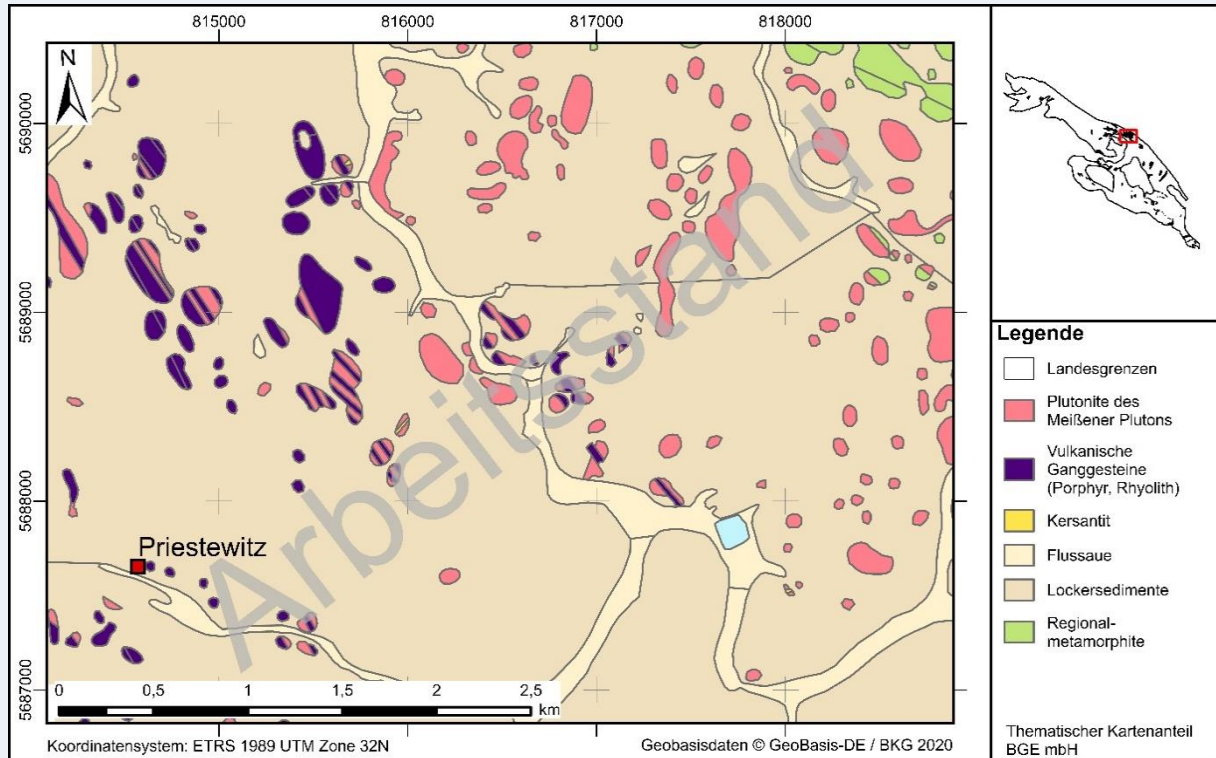 815000 816000 817000 818000
N
5690000
5689000
5688000
5687000
Priestewitz
Arbeitsstand
0 0,5 1 1,5 2 2,5
km
Koordinatensystem: ETRS 1989 UTM Zone 32N
Geobasisdaten © GeoBasis-DE / BKG 2020
Legende
Landesgrenzen
Plutonite des
Meißener Plutons
Vulkanische
Ganggesteine
(Porphyr, Rhyolith)
Kersantit
Flussaue
Lockersedimente
Regional-
metamorphite
Thematischer Kartenanteil
BGE mbH